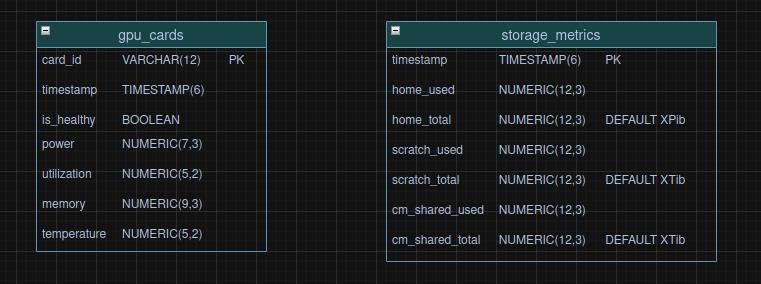 gpu_cards
card_id VARCHAR(12) PK
timestamp TIMESTAMP(6)
is_healthy BOOLEAN
power NUMERIC(7,3)
utilization NUMERIC(5,2)
memory NUMERIC(9,3)
temperature NUMERIC(5,2)
storage_metrics
timestamp TIMESTAMP(6) PK
home_used NUMERIC(12,3)
home_total NUMERIC(12,3) DEFAULT XPib
scratch_used NUMERIC(12,3)
scratch_total NUMERIC(12,3) DEFAULT XTib
cm_shared_used NUMERIC(12,3)
cm_shared_total NUMERIC(12,3) DEFAULT XTib